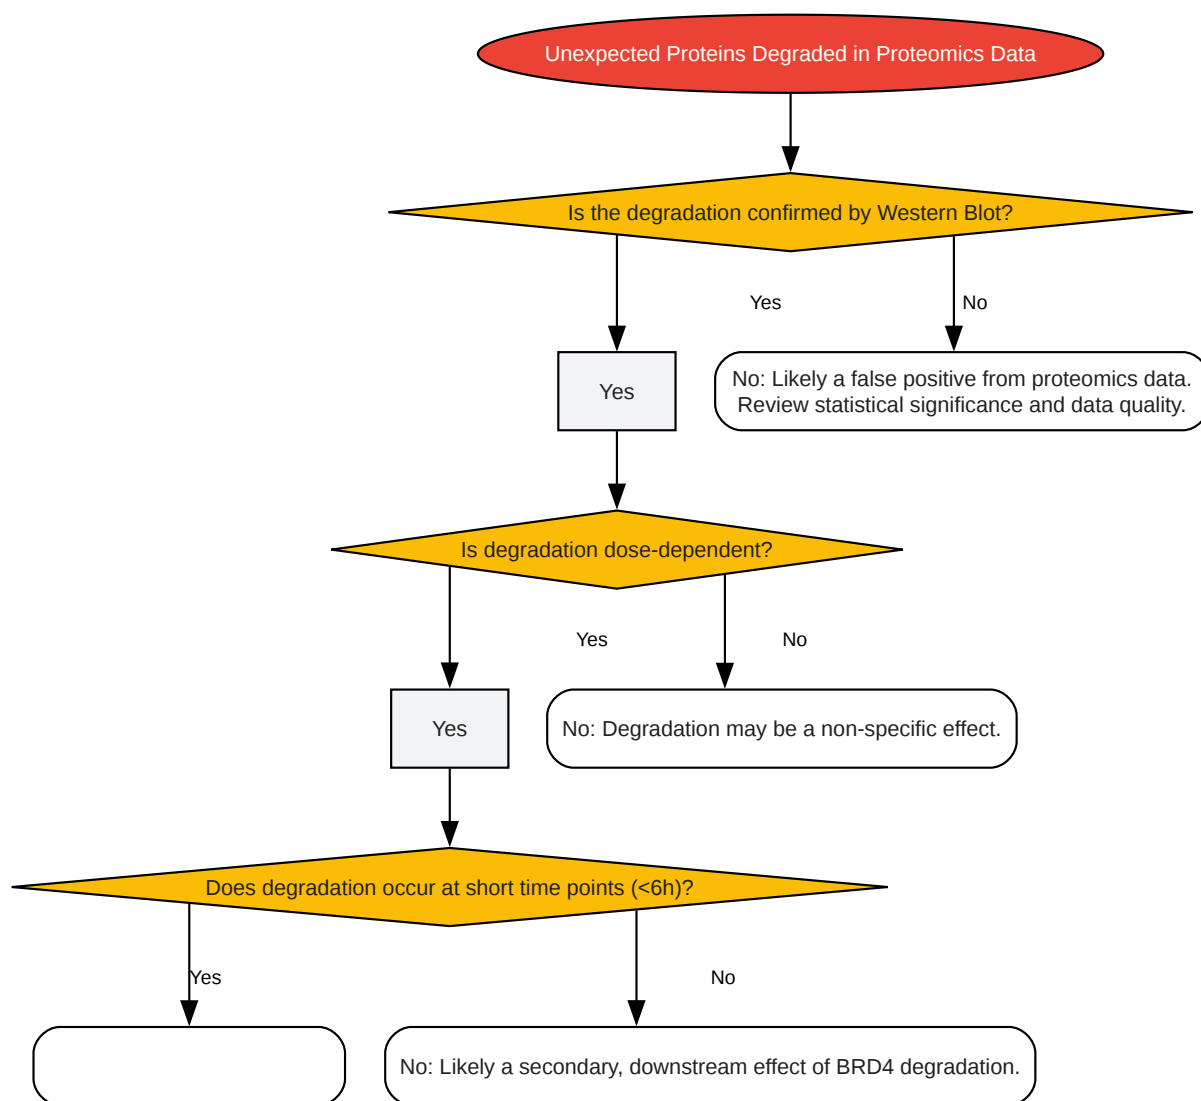 Unexpected Proteins Degraded in Proteomics Data
Is the degradation confirmed by Western Blot?
Yes
No
Yes
No: Likely a false positive from proteomics data.
Review statistical significance and data quality.
Is degradation dose-dependent?
Yes
No
Yes
No: Degradation may be a non-specific effect.
Does degradation occur at short time points (<6h)?
Yes
No
No: Likely a secondary, downstream effect of BRD4 degradation.